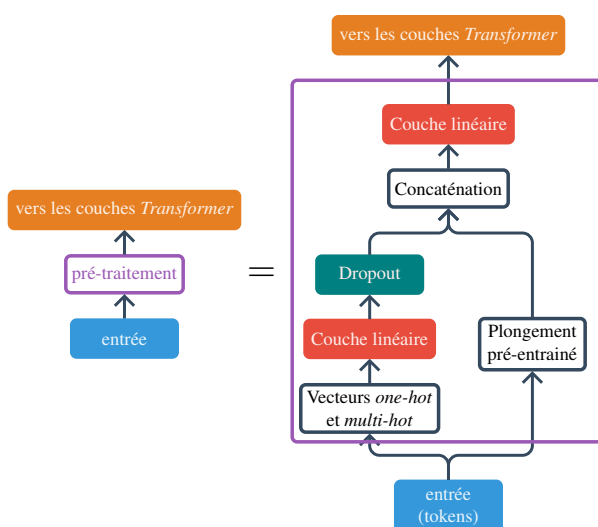 vers les couches Transformer
pré-traitement
entrée
=
vers les couches Transformer
Couche linéaire
Concaténation
Dropout
Couche linéaire
Plongement
pré-entrainé
Vecteurs one-hot
et multi-hot
entrée
(tokens)